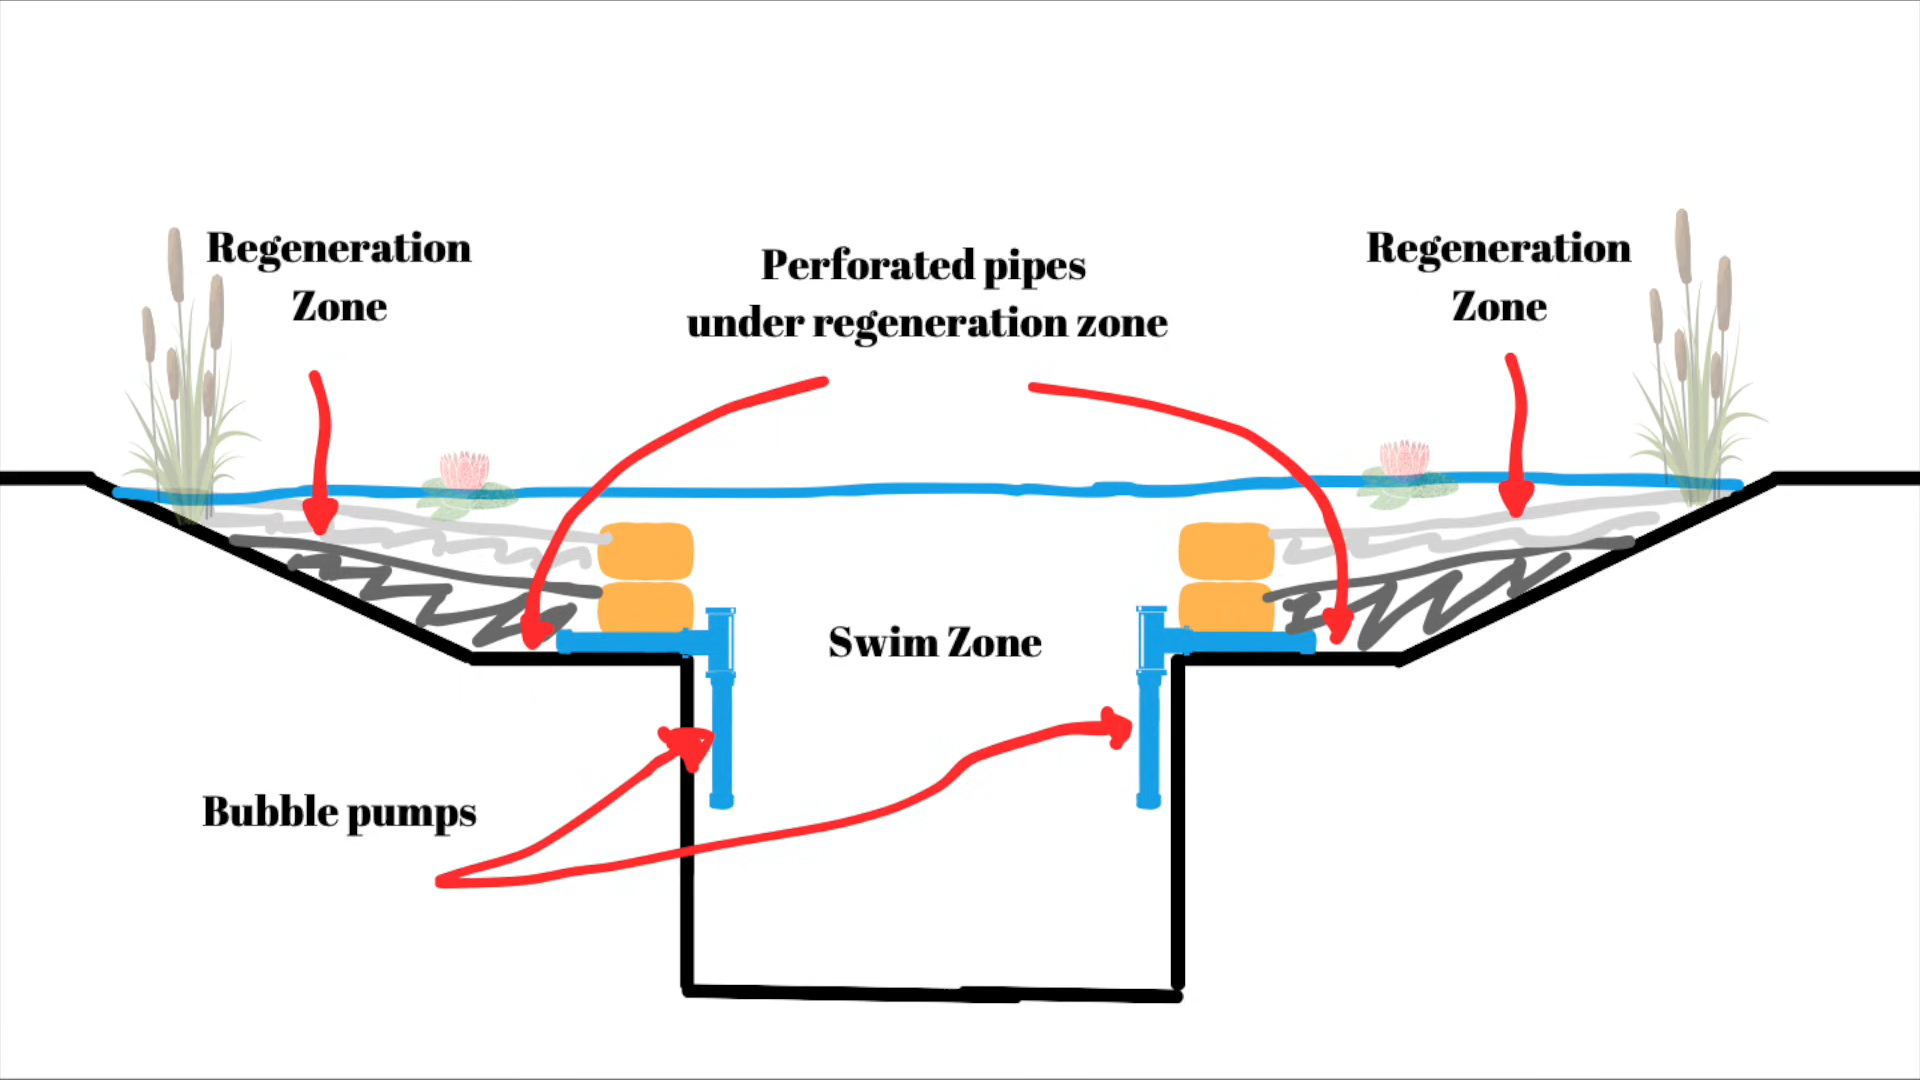 Regeneration
Zone
Perforated pipes
under regeneration zone
Regeneration
Zone
Swim Zone
Bubble pumps